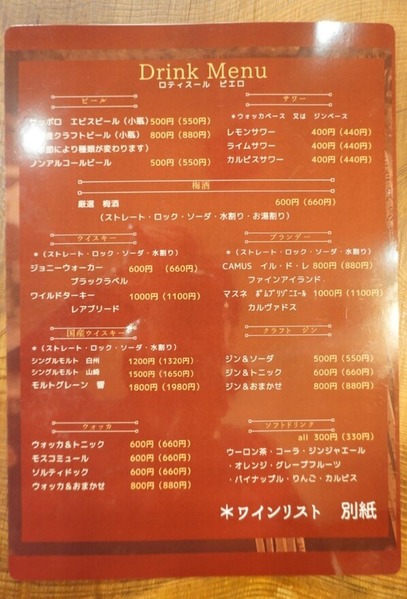 Drink Menu
ロティスール ピエロ
ビール
サッポロ エビスビール（小瓶）500円（550円）
クラフトビール（小瓶） 800円（880円）
により種類が変わります）
ノンアルコールビール 500円（550円）
サワー
＊ウォッカベース 又は ジンベース
レモンサワー 400円（440円）
ライムサワー 400円（440円）
カルピスサワー 400円（440円）
梅酒
厳選 梅酒 600円（660円）
（ストレート・ロック・ソーダ・水割り・お湯割り）
ウイスキー
＊（ストレート・ロック・ソーダ・水割り）
ジョニーウォーカー 600円 （660円）
ブラックラベル
ワイルドターキー 1000円（1100円）
レアブリード
ブランデー
＊（ストレート・ロック・ソーダ・水割り）
CAMUS イル・ド・レ 800円（880円）
ファインアイランド
マスネ ポムプリゾニエール 1000円（1100円）
カルヴァドス
国産ウイスキー
＊（ストレート・ロック・ソーダ・水割り）
シングルモルト 白州 1200円（1320円）
シングルモルト 山崎 1500円（1650円）
モルトグレーン 響 1800円（1980円）
クラフト ジン
ジン＆ソーダ 500円（550円）
ジン＆トニック 600円（660円）
ジン＆おまかせ 800円（880円）
ウォッカ
ウォッカ＆トニック 600円（660円）
モスコミュール 600円（660円）
ソルティドック 600円（660円）
ウォッカ＆おまかせ 800円（880円）
ソフトドリンク
all 300円（330円）
ウーロン茶・コーラ・ジンジャエール
・オレンジ・グレープフルーツ
・パイナップル・りんご・カルピス
＊ワインリスト 別紙